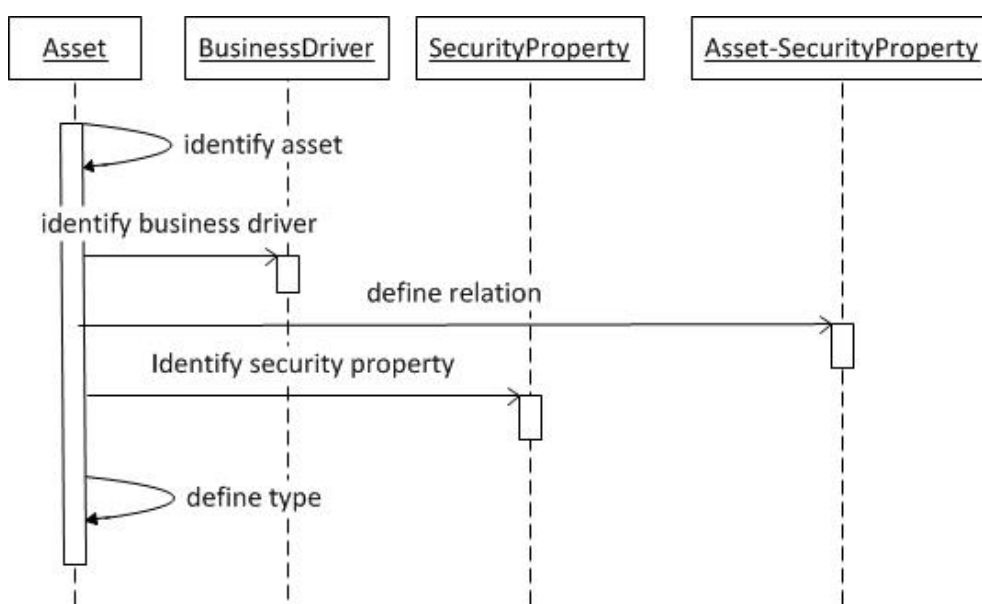 Asset
BusinessDriver
SecurityProperty
Asset-SecurityProperty
identify asset
identify business driver
define relation
Identify security property
define type